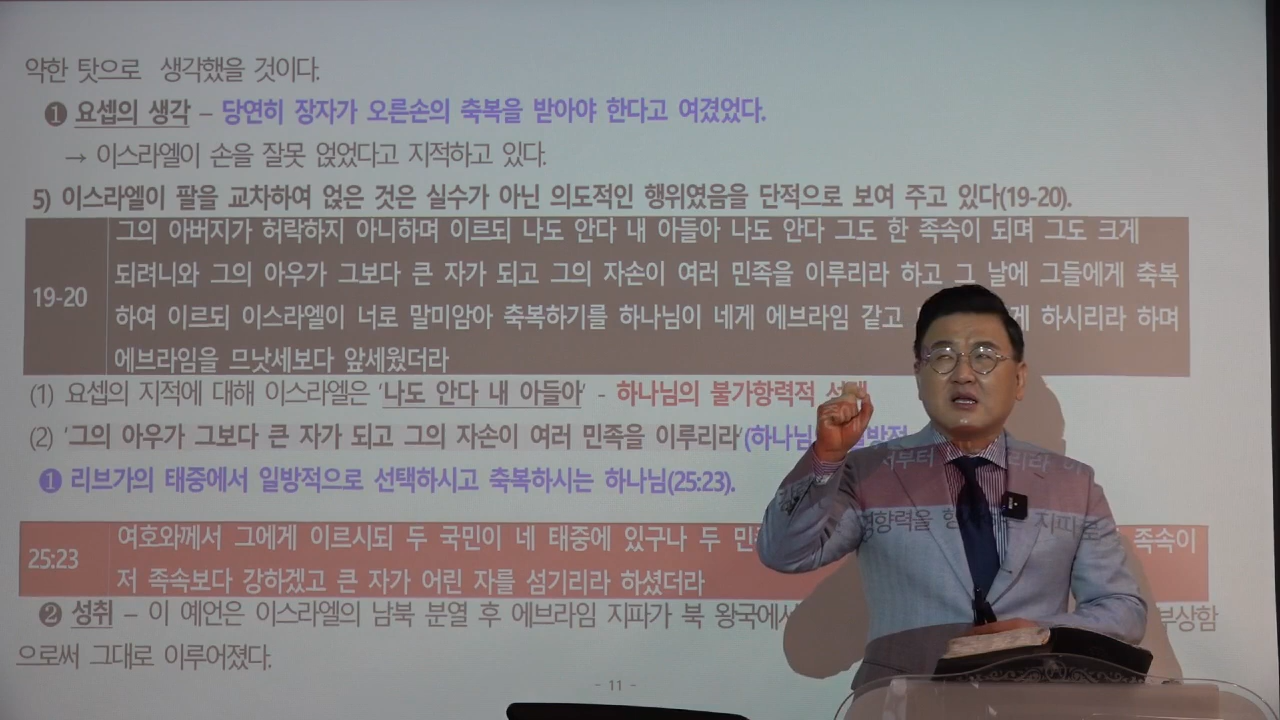 약한 탓으로 생각했을 것이다.
❶ 요셉의 생각 – 당연히 장자가 오른손의 축복을 받아야 한다고 여겼었다.
→ 이스라엘이 손을 잘못 얹었다고 지적하고 있다.
5) 이스라엘이 팔을 교차하여 얹은 것은 실수가 아닌 의도적인 행위였음을 단적으로 보여 주고 있다(19-20).
그의 아버지가 허락하지 아니하며 이르되 나도 안다 내 아들아 나도 안다 그도 한 족속이 되며 그도 크게
되려니와 그의 아우가 그보다 큰 자가 되고 그의 자손이 여러 민족을 이루리라 하고 그 날에 그들에게 축복
19-20
하여 이르되 이스라엘이 너로 말미암아 축복하기를 하나님이 네게 에브라임 같고 하시리라 하며
에브라임을 므낫세보다 앞세웠더라
(1) 요셉의 지적에 대해 이스라엘은 '나도 안다 내 아들아' - 하나님의 불가항력적
(2) '그의 아우가 그보다 큰 자가 되고 그의 자손이 여러 민족을 이루리라'(하나님
❶ 리브가의 태중에서 일방적으로 선택하시고 축복하시는 하나님(25:23).
여호와께서 그에게 이르시되 두 국민이 네 태중에 있구나 두 족속이
25:23
저 족속보다 강하겠고 큰 자가 어린 자를 섬기리라 하셨더라
❷ 성취 – 이 예언은 이스라엘의 남북 분열 후 에브라임 지파가 북 부상함
으로써 그대로 이루어졌다.
- 11 -